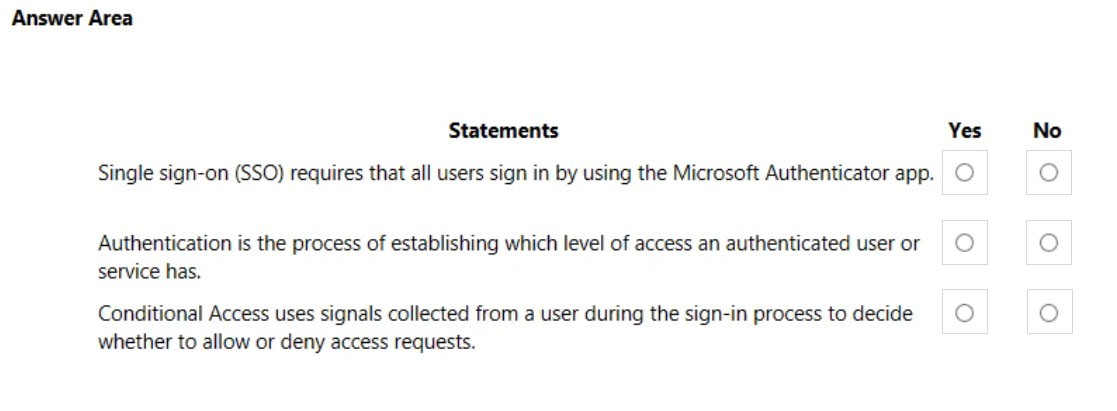 Answer Area
Statements Yes No
Single sign-on (SSO) requires that all users sign in by using the Microsoft Authenticator app.
Authentication is the process of establishing which level of access an authenticated user or
service has.
Conditional Access uses signals collected from a user during the sign-in process to decide
whether to allow or deny access requests.